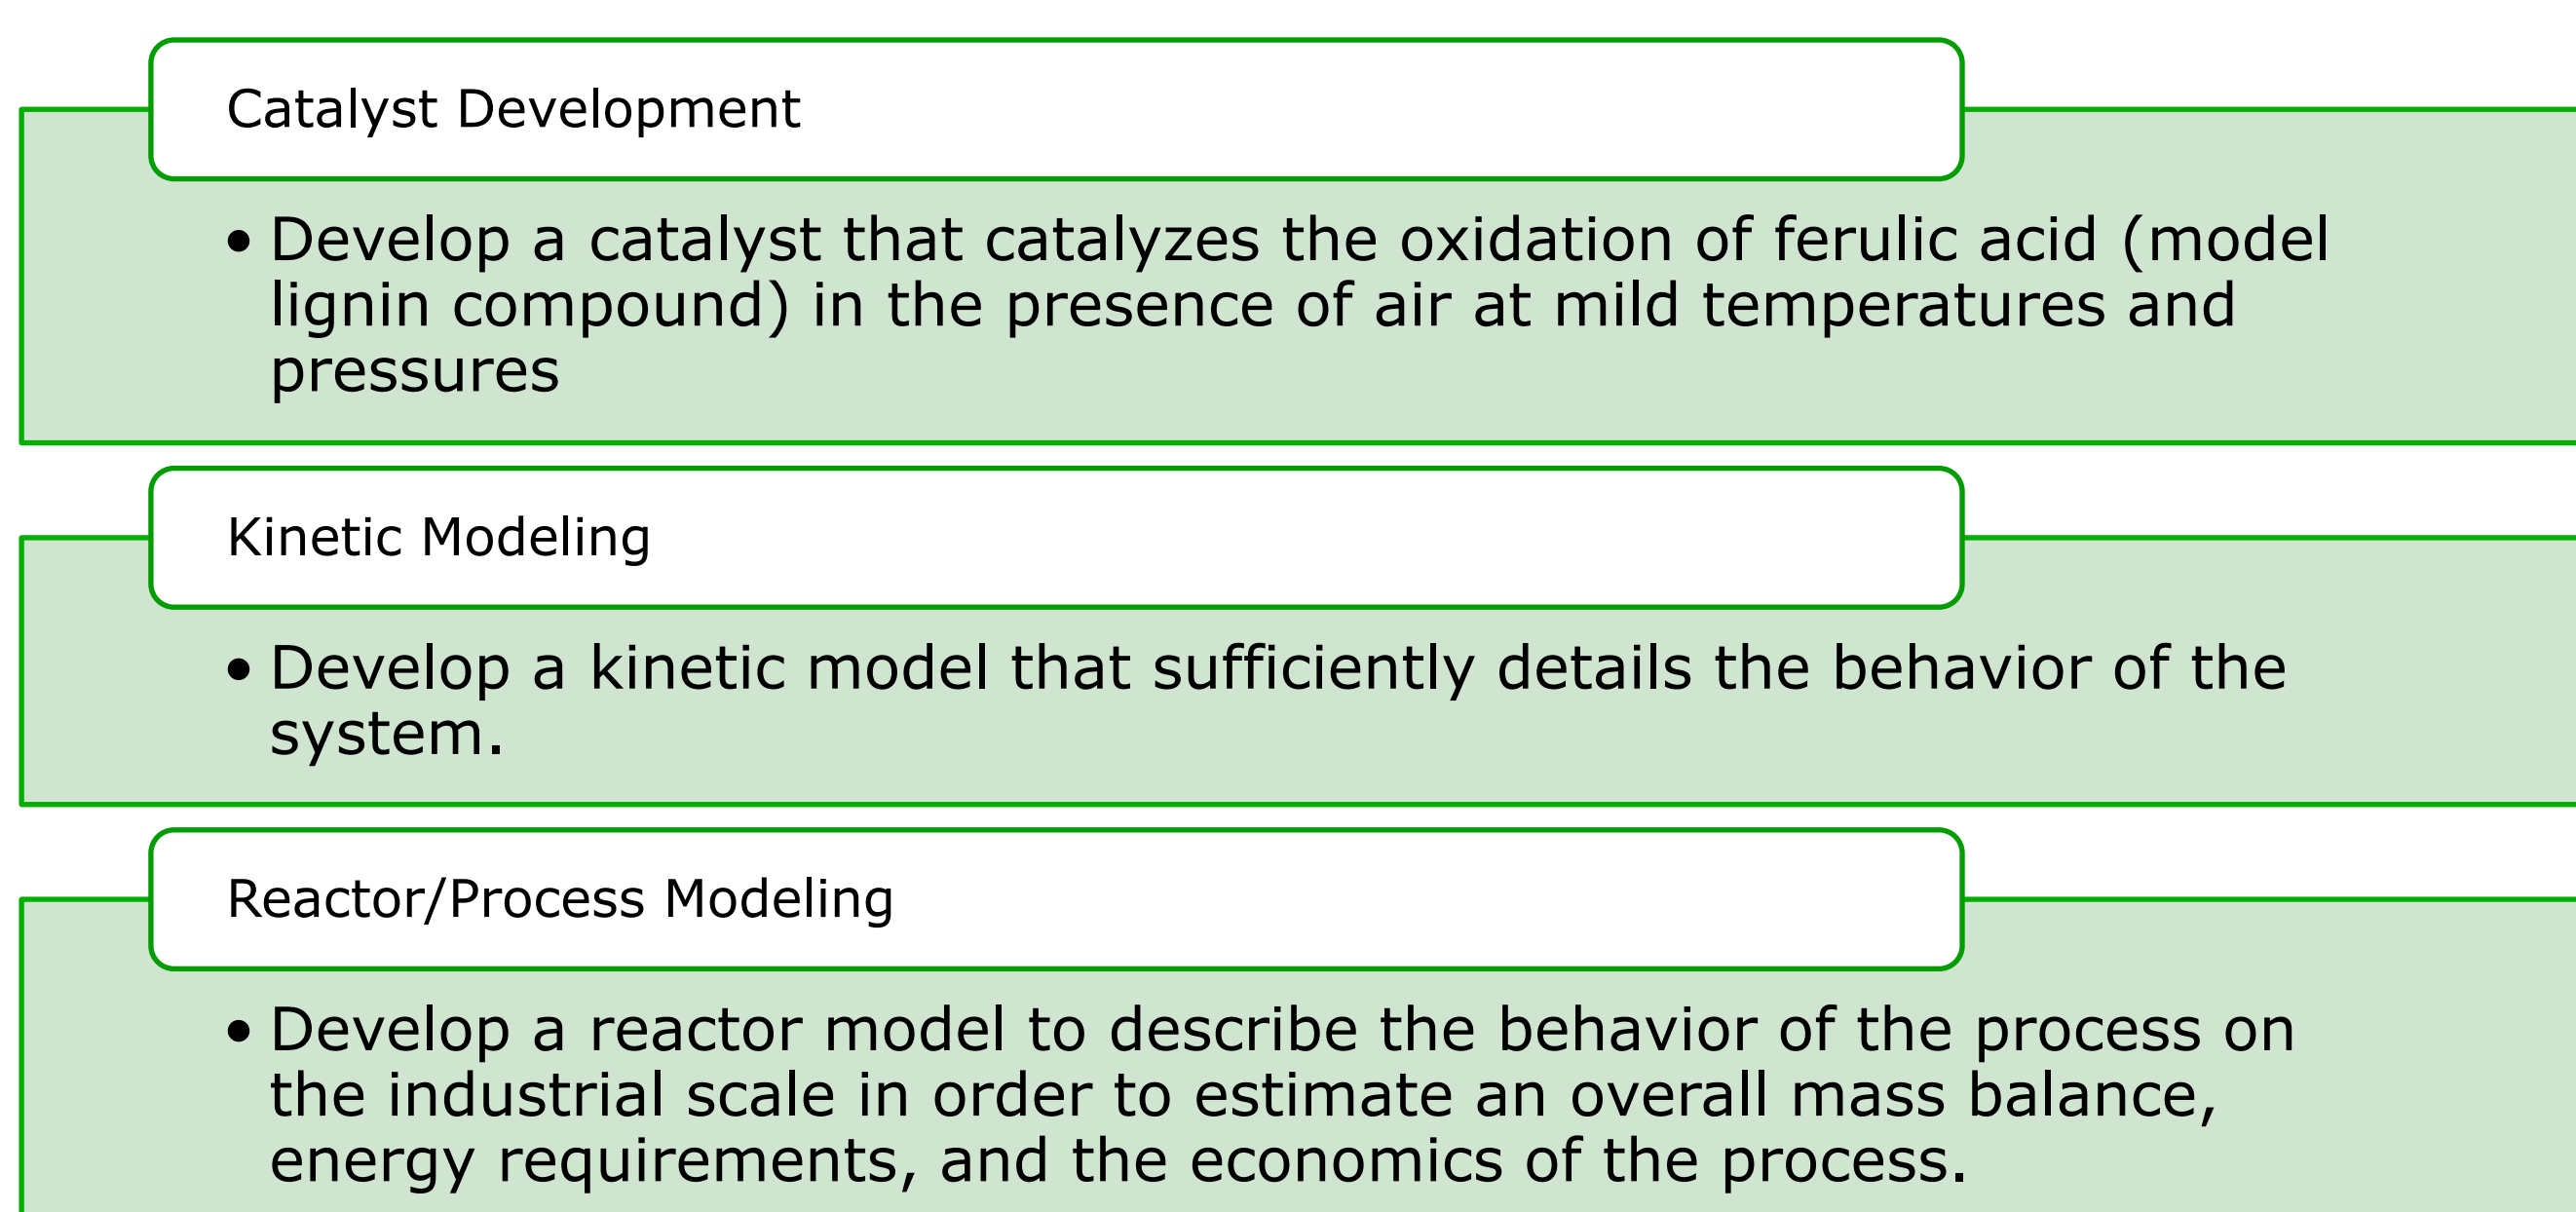 Catalyst Development
• Develop a catalyst that catalyzes the oxidation of ferulic acid (model
lignin compound) in the presence of air at mild temperatures and
pressures
Kinetic Modeling
• Develop a kinetic model that sufficiently details the behavior of the
system.
Reactor/Process Modeling
• Develop a reactor model to describe the behavior of the process on
the industrial scale in order to estimate an overall mass balance,
energy requirements, and the economics of the process.